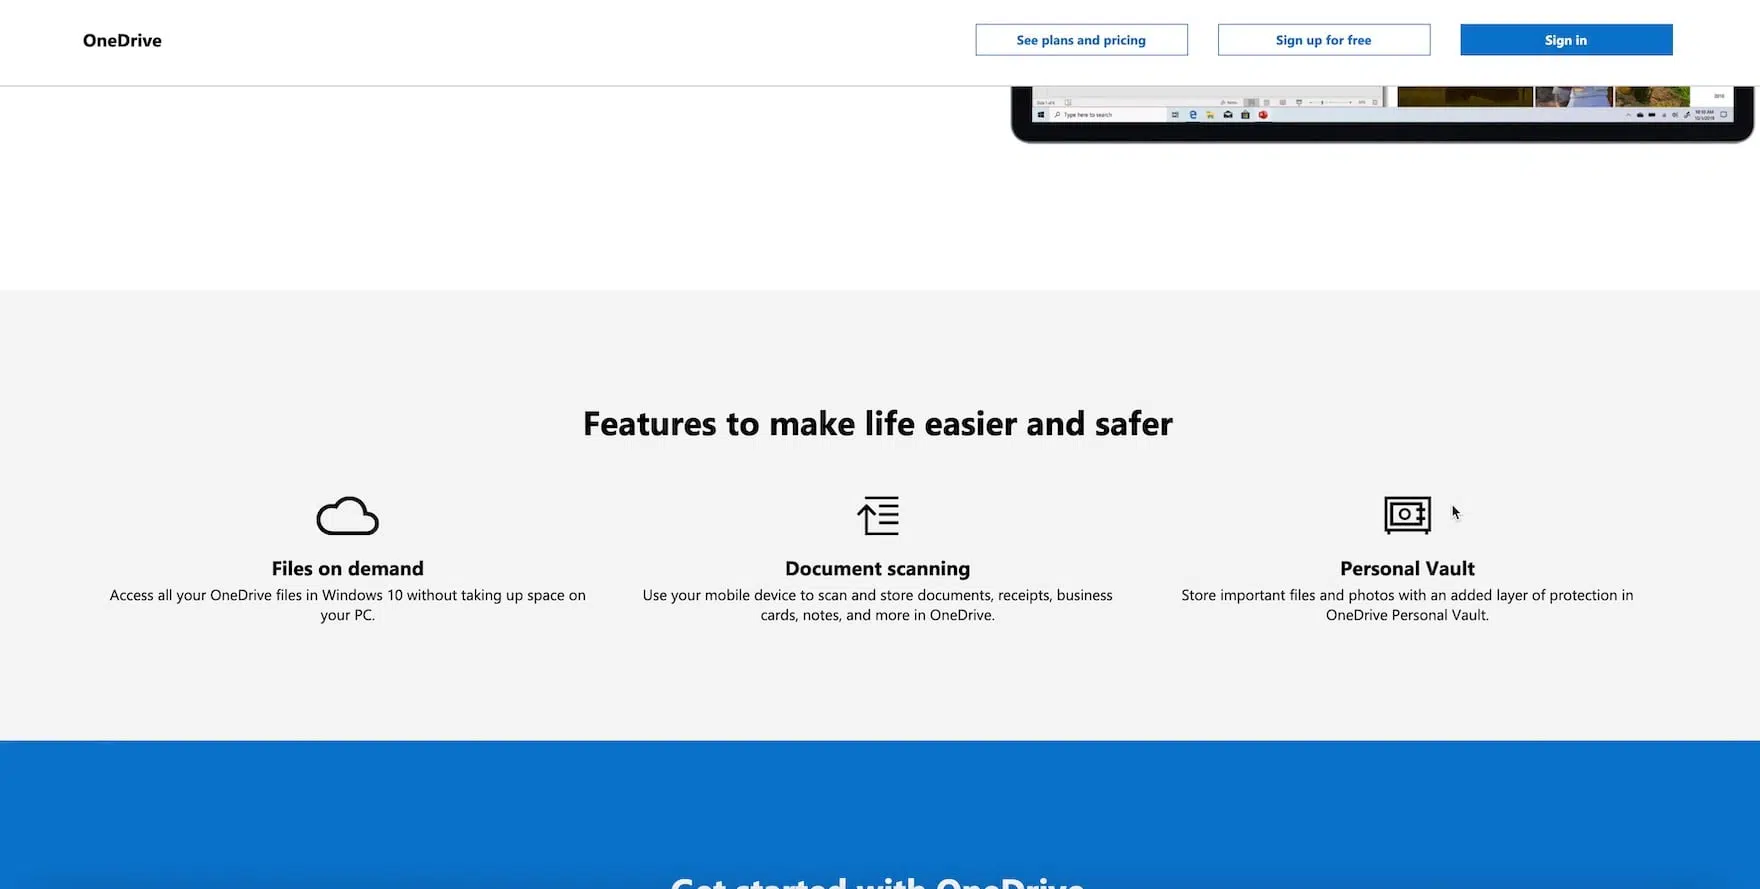 OneDrive
See plans and pricing
Sign up for free
Sign in
Type here to search
Features to make life easier and safer
Files on demand
Access all your OneDrive files in Windows 10 without taking up space on
your PC.
Document scanning
Use your mobile device to scan and store documents, receipts, business
cards, notes, and more in OneDrive.
Personal Vault
Store important files and photos with an added layer of protection in
OneDrive Personal Vault.
Get started with OneDrive